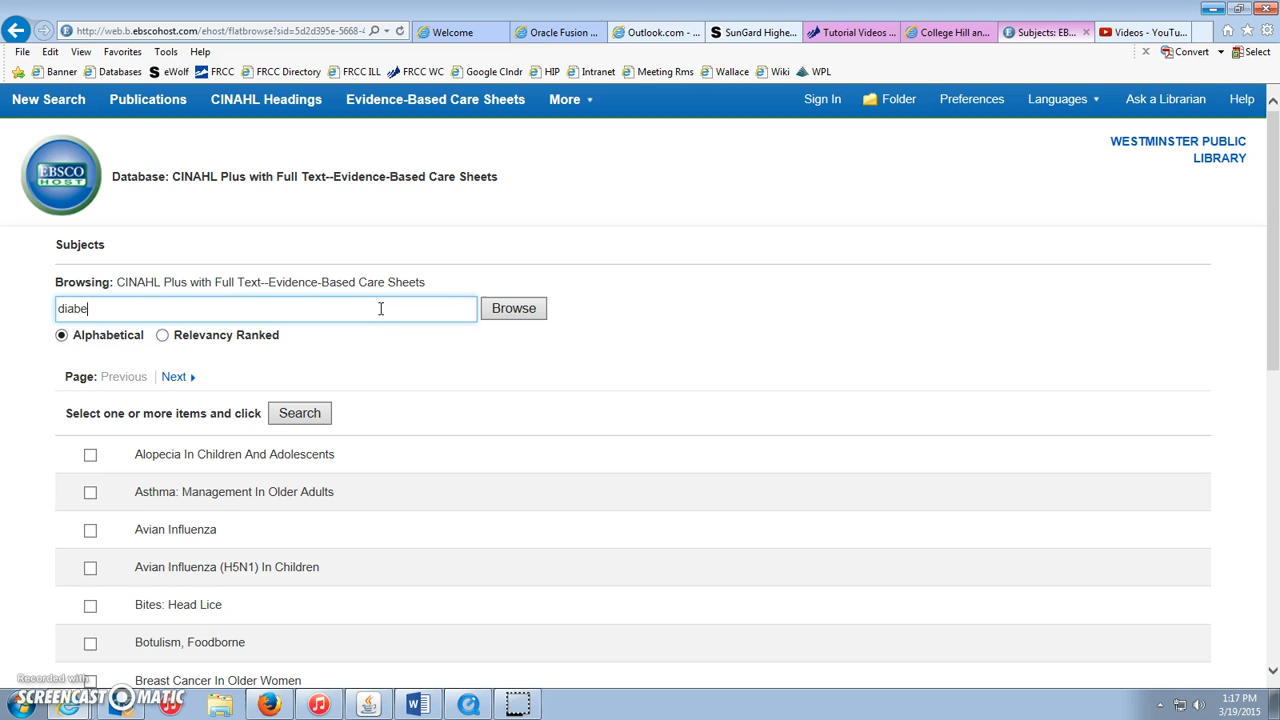 http://web.b.ebscohost.com/ehost/flatbrowse?sid=5d2d395e-5668-4
Welcome
Oracle Fusion ...
Outlook.com - ...
SunGard Highe...
Tutorial Videos ...
College Hill an...
Subjects: EB...
Videos - YouTu...
File Edit View Favorites Tools Help
Convert Select
Banner Databases eWolf FRCC FRCC Directory FRCC ILL FRCC WC Google Clndr HIP Intranet Meeting Rms Wallace Wiki WPL
New Search Publications CINAHL Headings Evidence-Based Care Sheets More Sign In Folder Preferences Languages Ask a Librarian Help
WESTMINSTER PUBLIC
LIBRARY
EBSCO
HOST
Database: CINAHL Plus with Full Text--Evidence-Based Care Sheets
Subjects
Browsing: CINAHL Plus with Full Text--Evidence-Based Care Sheets
diabe
Browse
Alphabetical Relevancy Ranked
Page: Previous Next
Select one or more items and click Search
Alopecia In Children And Adolescents
Asthma: Management In Older Adults
Avian Influenza
Avian Influenza (H5N1) In Children
Bites: Head Lice
Botulism, Foodborne
Breast Cancer In Older Women
Recorded with
SCREENCAST MATIC
1:17 PM
3/19/2015